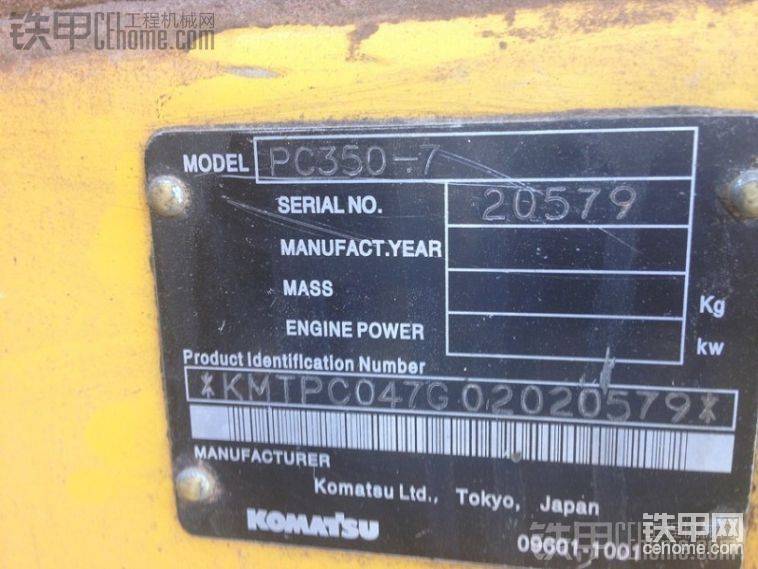 铁甲 工程机械网
CEhome.com
MODEL PC350-7
SERIAL NO. 20579
MANUFACT.YEAR
MASS Kg
ENGINE POWER kw
Product Identification Number
*KMTPC047G02020579*
MANUFACTURER
Komatsu Ltd., Tokyo, Japan
KOMATSU
09601-1001
铁甲网
cehome.com